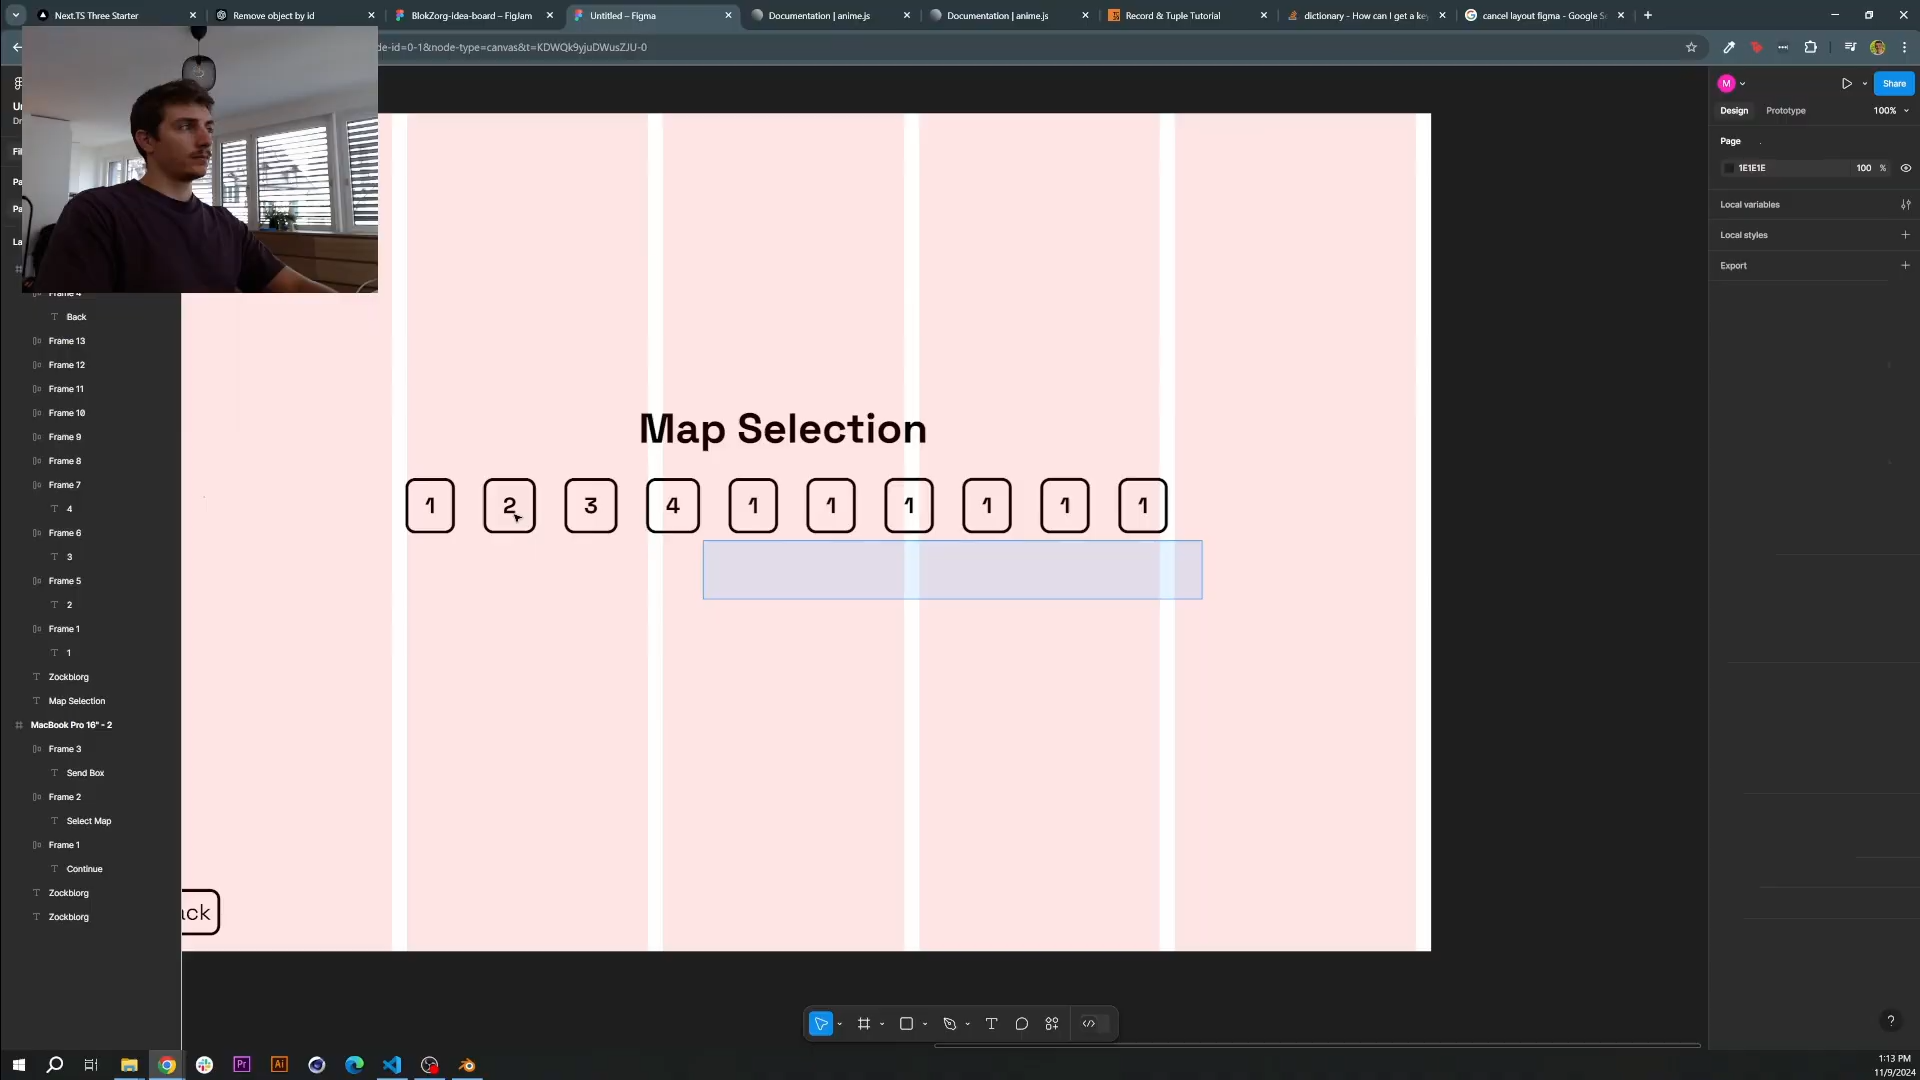 Next.TS Three Starter
Remove object by id
BlokZorg-idea-board – FigJam
Untitled – Figma
Documentation | anime.js
Documentation | anime.js
Record & Tuple Tutorial
dictionary - How can I get a ke
cancel layout figma - Google Se
de-id=0-1&node-type=canvas&t=KDWQk9yjuDWusZJU-0
M
Share
Design
Prototype
100%
Page
1E1E1E
100
%
Local variables
Local styles
Export
Frame 4
Back
Frame 13
Frame 12
Frame 11
Frame 10
Frame 9
Frame 8
Frame 7
4
Frame 6
3
Frame 5
2
Frame 1
1
Zockblorg
Map Selection
MacBook Pro 16" - 2
Frame 3
Send Box
Frame 2
Select Map
Frame 1
Continue
Zockblorg
Zockblorg
Map Selection
1 2 3 4 1 1 1 1 1 1
ack
?
Pr
Ai
1:13 PM
11/9/2024